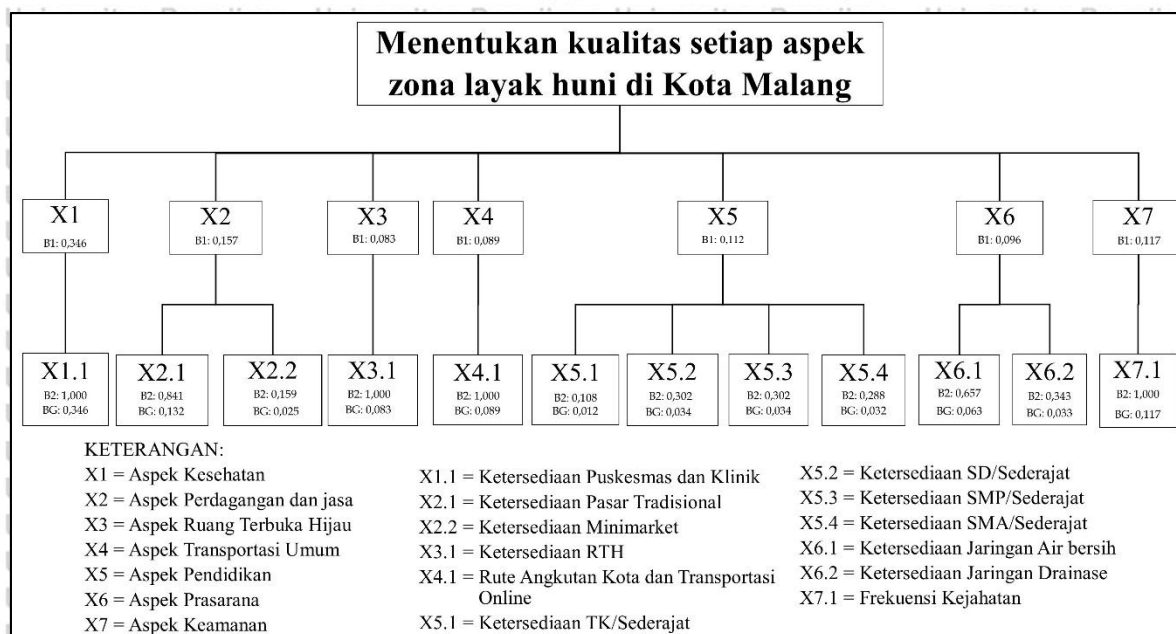 Menentukan kualitas setiap aspek
zona layak huni di Kota Malang
X1
B1: 0,346
X2
B1: 0,157
X3
B1: 0,083
X4
B1: 0,089
X5
B1: 0,112
X6
B1: 0,096
X7
B1: 0,117
X1.1
B2: 1,000
BG: 0,346
X2.1
B2: 0,841
BG: 0,132
X2.2
B2: 0,159
BG: 0,025
X3.1
B2: 1,000
BG: 0,083
X4.1
B2: 1,000
BG: 0,089
X5.1
B2: 0,108
BG: 0,012
X5.2
B2: 0,302
BG: 0,034
X5.3
B2: 0,302
BG: 0,034
X5.4
B2: 0,288
BG: 0,032
X6.1
B2: 0,657
BG: 0,063
X6.2
B2: 0,343
BG: 0,033
X7.1
B2: 1,000
BG: 0,117
KETERANGAN:
X1 = Aspek Kesehatan
X2 = Aspek Perdagangan dan jasa
X3 = Aspek Ruang Terbuka Hijau
X4 = Aspek Transportasi Umum
X5 = Aspek Pendidikan
X6 = Aspek Prasarana
X7 = Aspek Keamanan
X1.1 = Ketersediaan Puskesmas dan Klinik
X2.1 = Ketersediaan Pasar Tradisional
X2.2 = Ketersediaan Minimarket
X3.1 = Ketersediaan RTH
X4.1 = Rute Angkutan Kota dan Transportasi
Online
X5.1 = Ketersediaan TK/Sederajat
X5.2 = Ketersediaan SD/Sederajat
X5.3 = Ketersediaan SMP/Sederajat
X5.4 = Ketersediaan SMA/Sederajat
X6.1 = Ketersediaan Jaringan Air bersih
X6.2 = Ketersediaan Jaringan Drainase
X7.1 = Frekuensi Kejahatan